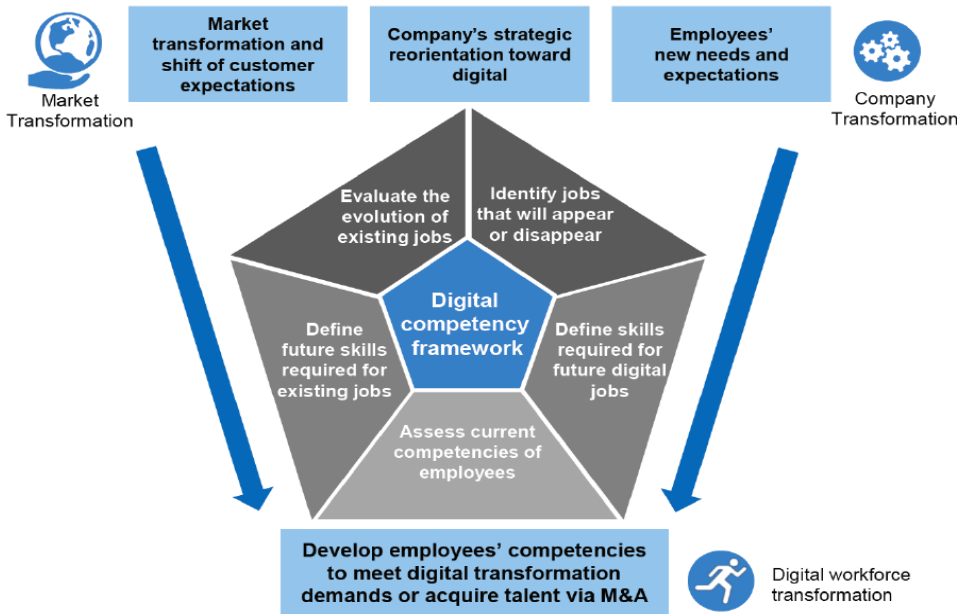 Market
transformation and
shift of customer
expectations
Company’s strategic
reorientation toward
digital
Employees’
new needs and
expectations
Market
Transformation
Company
Transformation
Evaluate the
evolution of
existing jobs
Identify jobs
that will appear
or disappear
Digital
competency
framework
Define
future skills
required for
existing jobs
Define skills
required for
future digital
jobs
Assess current
competencies of
employees
Develop employees’ competencies
to meet digital transformation
demands or acquire talent via M&A
Digital workforce
transformation